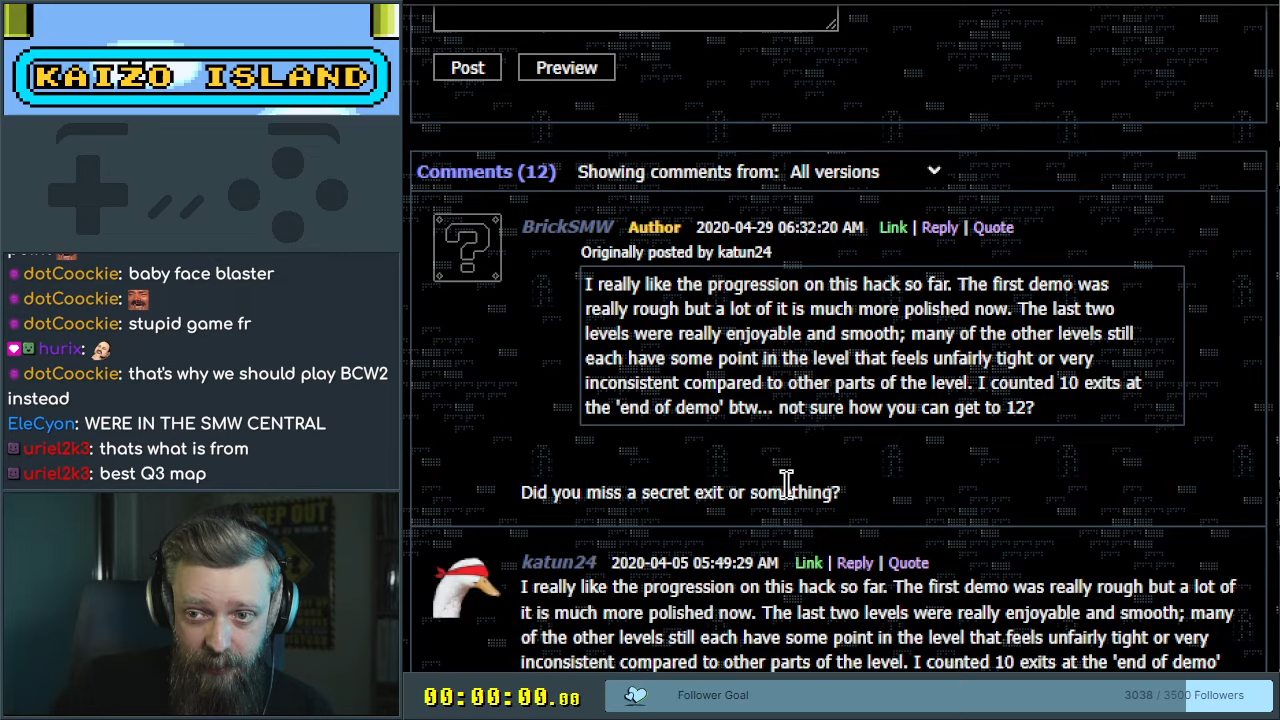 KAIZO ISLAND
dotCoockie: baby face blaster
dotCoockie:
dotCoockie: stupid game fr
hurix:
dotCoockie: that's why we should play BCW2
instead
EleCyon: WERE IN THE SMW CENTRAL
uriel2k3: thats what is from
uriel2k3: best Q3 map
Post Preview
Comments (12) Showing comments from: All versions
BrickSMW Author 2020-04-29 06:32:20 AM Link | Reply | Quote
Originally posted by katun24
I really like the progression on this hack so far. The first demo was
really rough but a lot of it is much more polished now. The last two
levels were really enjoyable and smooth; many of the other levels still
each have some point in the level that feels unfairly tight or very
inconsistent compared to other parts of the level. I counted 10 exits at
the 'end of demo' btw... not sure how you can get to 12?
Did you miss a secret exit or something?
katun24 2020-04-05 05:49:29 AM Link | Reply | Quote
I really like the progression on this hack so far. The first demo was really rough but a lot of
it is much more polished now. The last two levels were really enjoyable and smooth; many
of the other levels still each have some point in the level that feels unfairly tight or very
inconsistent compared to other parts of the level. I counted 10 exits at the 'end of demo'
00:00:00.00
Follower Goal 3038 / 3500 Followers